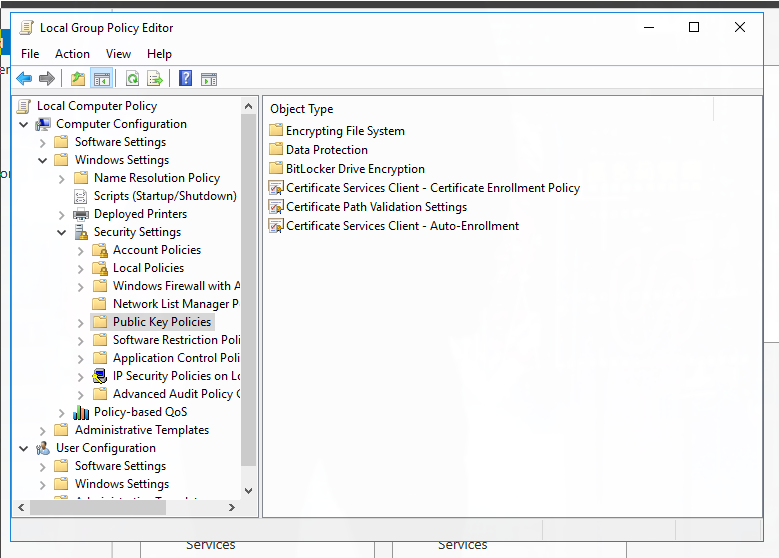 Local Group Policy Editor
File Action View Help
Local Computer Policy
Computer Configuration
Software Settings
Windows Settings
Name Resolution Policy
Scripts (Startup/Shutdown)
Deployed Printers
Security Settings
Account Policies
Local Policies
Windows Firewall with A
Network List Manager P
Public Key Policies
Software Restriction Poli
Application Control Poli
IP Security Policies on Lo
Advanced Audit Policy C
Policy-based QoS
Administrative Templates
User Configuration
Software Settings
Windows Settings
Object Type
Encrypting File System
Data Protection
BitLocker Drive Encryption
Certificate Services Client - Certificate Enrollment Policy
Certificate Path Validation Settings
Certificate Services Client - Auto-Enrollment
Services Services